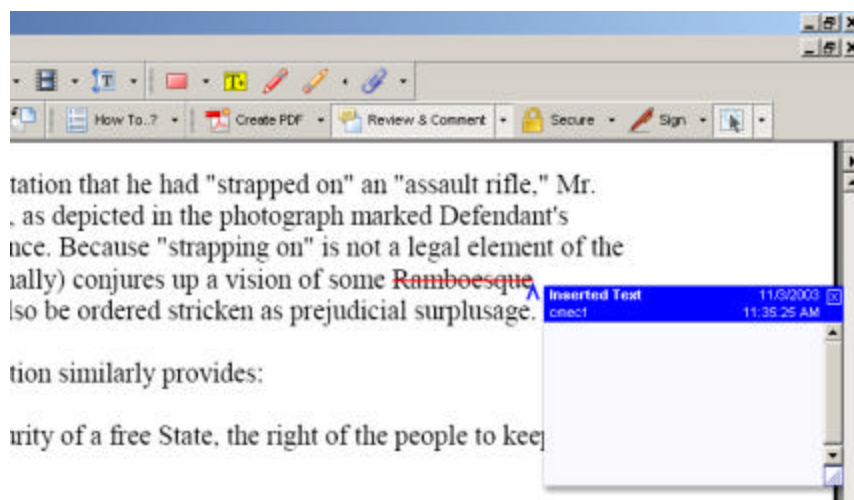 How To..?
Create PDF
Review & Comment
Secure
Sign
tation that he had "strapped on" an "assault rifle," Mr.
, as depicted in the photograph marked Defendant's
nce. Because "strapping on" is not a legal element of the
nally) conjures up a vision of some Ramboesque
lso be ordered stricken as prejudicial surplusage.
Inserted Text 11/3/2003
cmecf 11:35:25 AM
tion similarly provides:
urity of a free State, the right of the people to keep